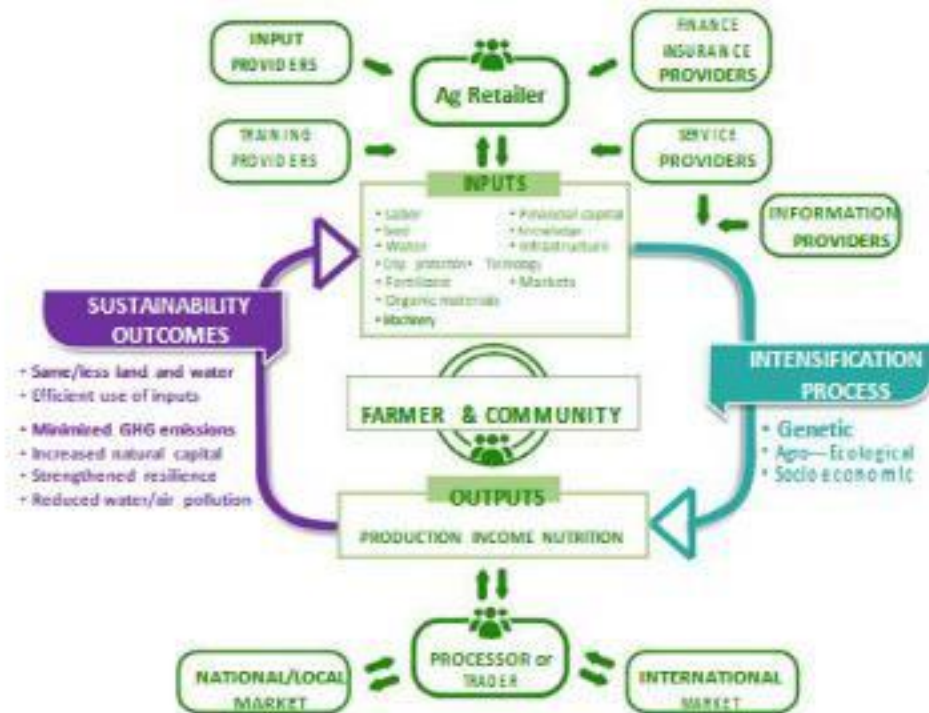 INPUT
PROVIDERS
FINANCE
INSURANCE
PROVIDERS
Ag Retailer
TRAINING
PROVIDERS
SERVICE
PROVIDERS
INPUTS
INFORMATION
PROVIDERS
• Labor
• Seed
• Water
• Crop protection • Technology
• Fertilizer
• Organic materials
• Machinery
• Financial capital
• Knowledge
• Infrastructure
• Markets
SUSTAINABILITY
OUTCOMES
• Same/less land and water
• Efficient use of inputs
• Minimized GHG emissions
• Increased natural capital
• Strengthened resilience
• Reduced water/air pollution
FARMER & COMMUNITY
INTENSIFICATION
PROCESS
• Genetic
• Agro—Ecological
• Socio economic
OUTPUTS
PRODUCTION INCOME NUTRITION
PROCESSOR or
TRADER
NATIONAL/LOCAL
MARKET
INTERNATIONAL
MARKET